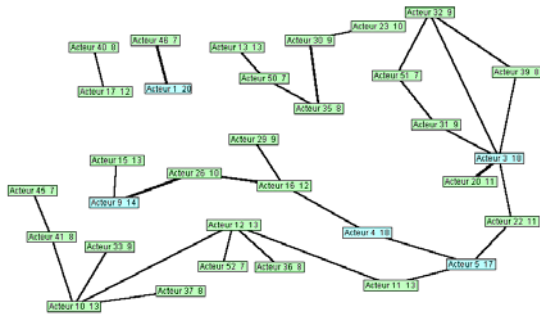 Acteur 32 9
Acteur 23 10
Acteur 46 7
Acteur 30 9
Acteur 40 8
Acteur 13 13
Acteur 39 8
Acteur 51 7
Acteur 50 7
Acteur 1 20
Acteur 17 12
Acteur 35 8
Acteur 31 9
Acteur 29 9
Acteur 3 18
Acteur 15 13
Acteur 26 10
Acteur 20 11
Acteur 16 12
Acteur 45 7
Acteur 9 14
Acteur 22 11
Acteur 12 13
Acteur 4 18
Acteur 41 8
Acteur 33 9
Acteur 5 17
Acteur 52 7
Acteur 36 8
Acteur 11 13
Acteur 37 8
Acteur 10 13